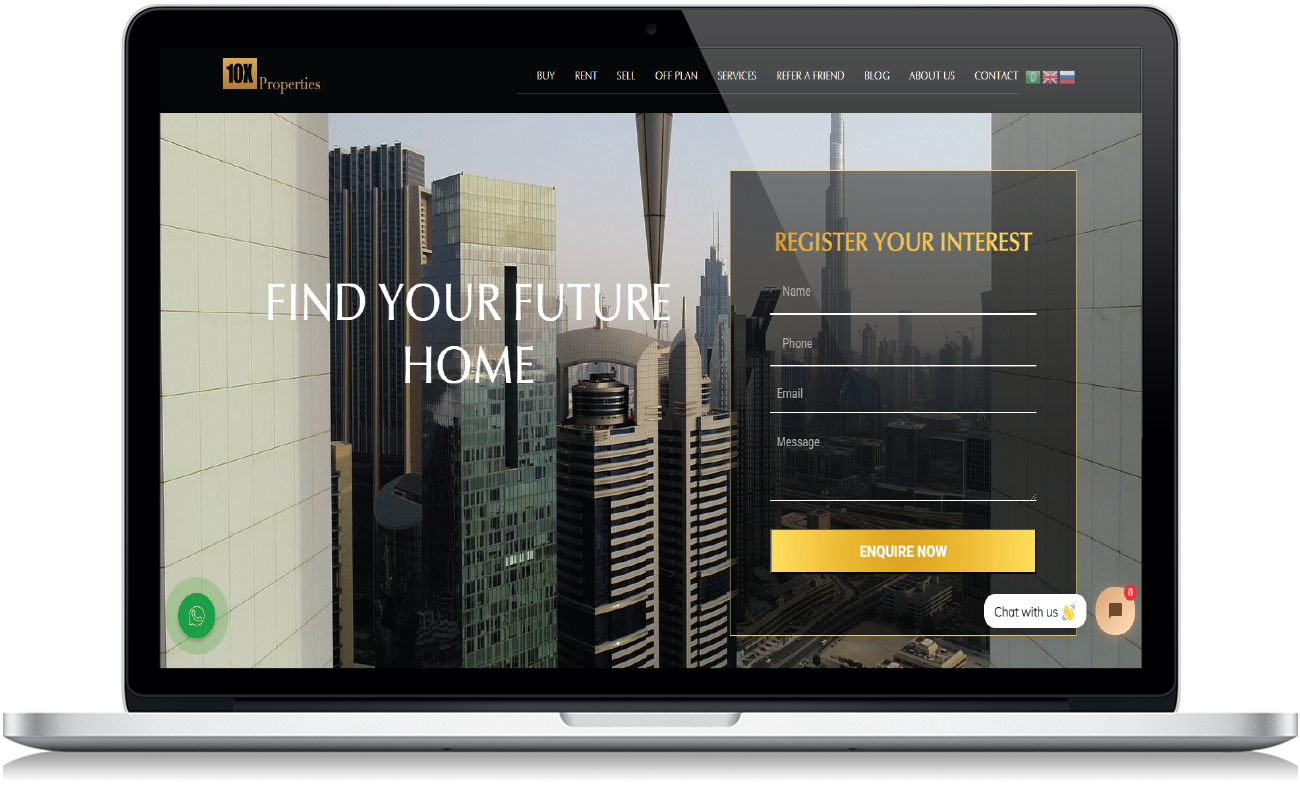 10X Properties
BUY RENT SELL OFF PLAN SERVICES REFER A FRIEND BLOG ABOUT US CONTACT
FIND YOUR FUTURE
HOME
REGISTER YOUR INTEREST
Name
Phone
Email
Message
ENQUIRE NOW
Chat with us 👋
8